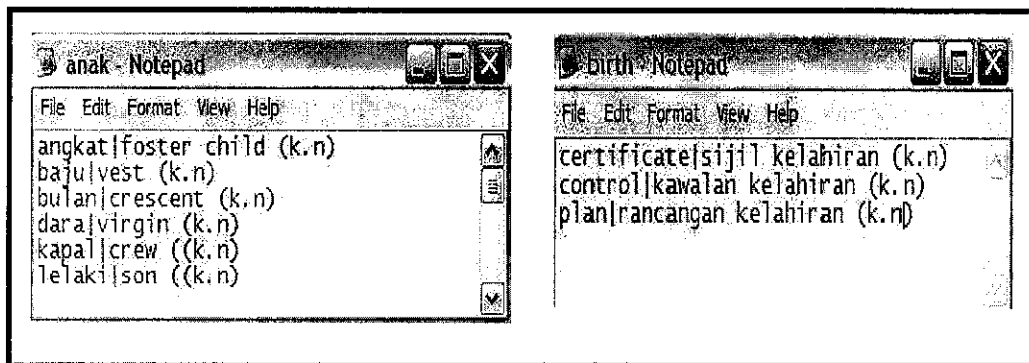 anak - Notepad
File Edit Format View Help
angkat|foster child (k.n)
baju|vest (k.n)
bulan|crescent (k.n)
dara|virgin (k.n)
kapal|crew ((k.n)
lelaki|son ((k.n)
birth - Notepad
File Edit Format View Help
certificate|sijil kelahiran (k.n)
control|kawalan kelahiran (k.n)
plan|rancangan kelahiran (k.n)